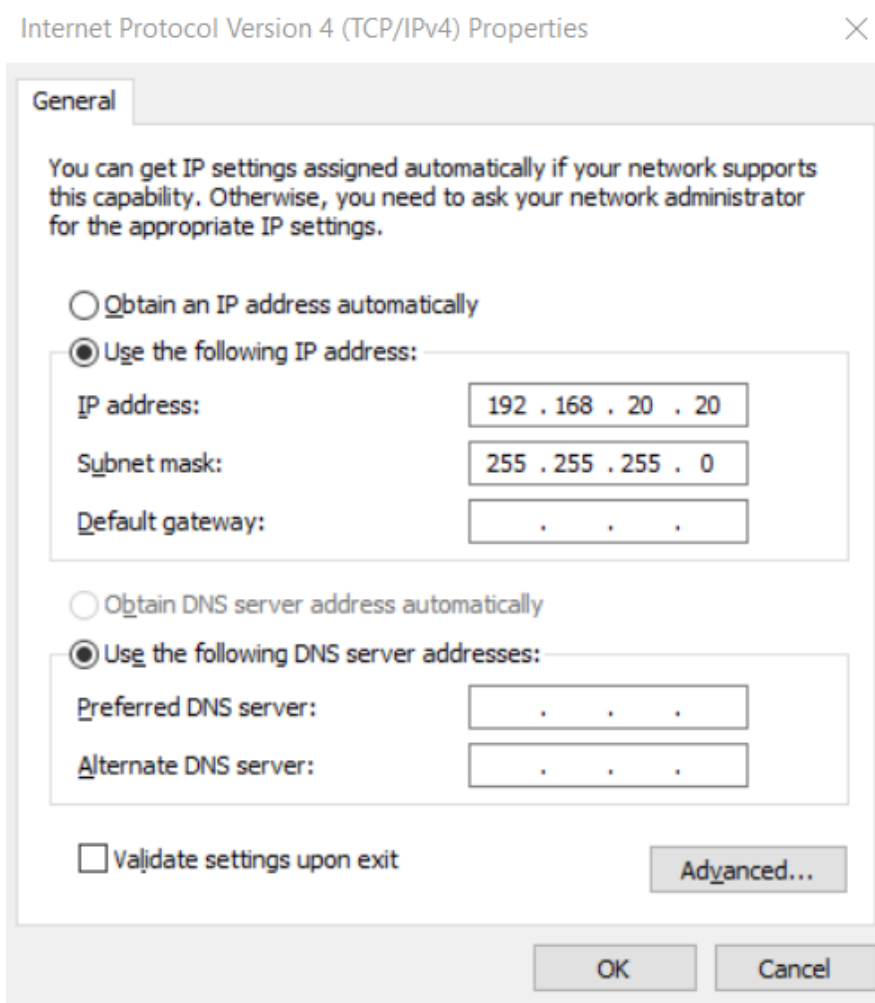 Internet Protocol Version 4 (TCP/IPv4) Properties
General
You can get IP settings assigned automatically if your network supports
this capability. Otherwise, you need to ask your network administrator
for the appropriate IP settings.
Obtain an IP address automatically
Use the following IP address:
IP address: 192 . 168 . 20 . 20
Subnet mask: 255 . 255 . 255 . 0
Default gateway: . . .
Obtain DNS server address automatically
Use the following DNS server addresses:
Preferred DNS server: . . .
Alternate DNS server: . . .
Validate settings upon exit
Advanced...
OK Cancel